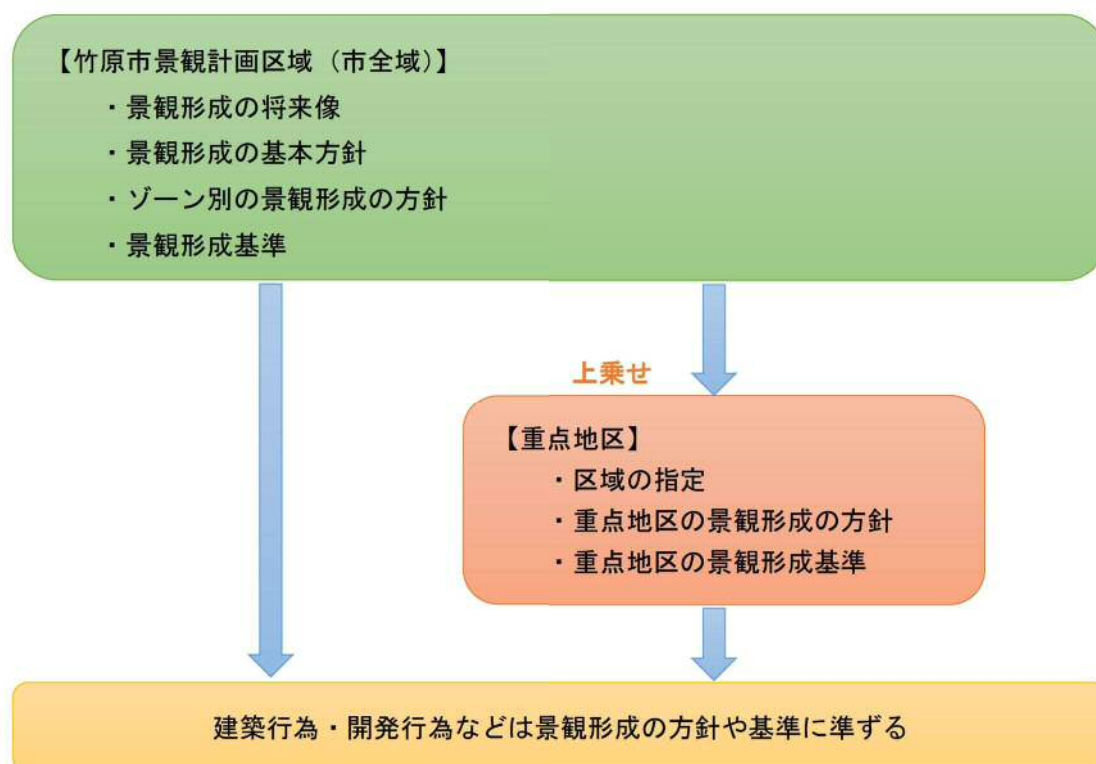 【竹原市景観計画区域（市全域）】
・景観形成の将来像
・景観形成の基本方針
・ゾーン別の景観形成の方針
・景観形成基準
上乗せ
【重点地区】
・区域の指定
・重点地区の景観形成の方針
・重点地区の景観形成基準
建築行為・開発行為などは景観形成の方針や基準に準ずる